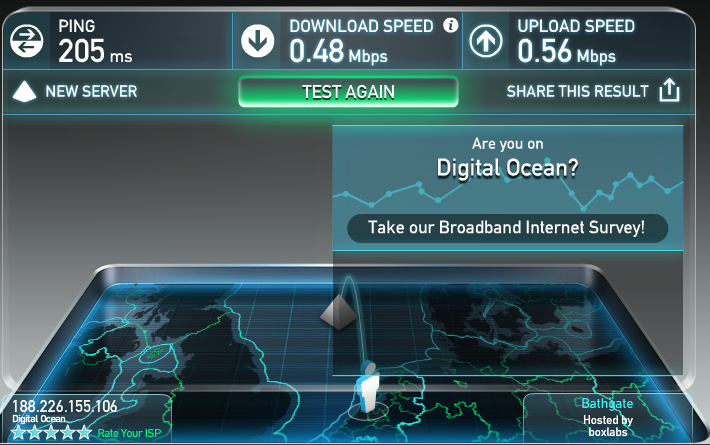 PING
205 ms
DOWNLOAD SPEED
0.48 Mbps
UPLOAD SPEED
0.56 Mbps
NEW SERVER
TEST AGAIN
SHARE THIS RESULT
Are you on
Digital Ocean?
Take our Broadband Internet Survey!
188.226.155.106
Digital Ocean
Rate Your ISP
Bathgate
Hosted by
boxlabs